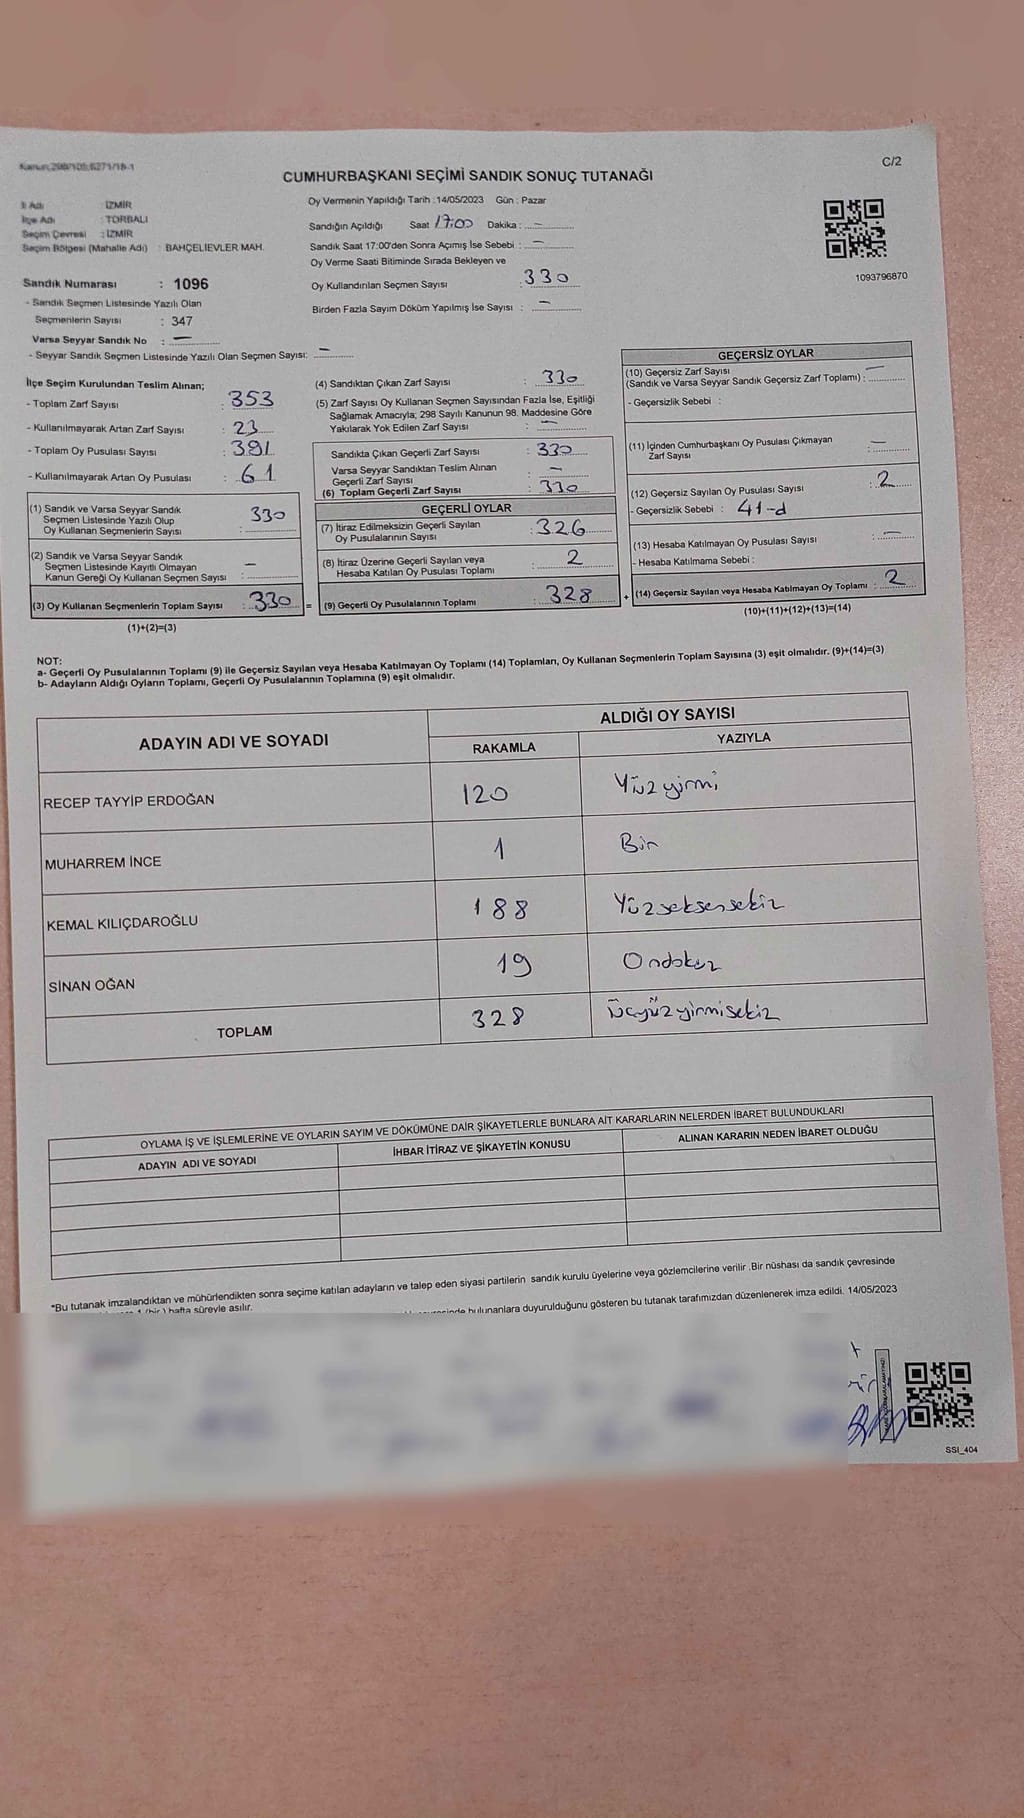 C/2
CUMHURBAŞKANI SEÇİMİ SANDIK SONUÇ TUTANAĞI
İl Adı : İZMİR
İlçe Adı : TORBALI
Seçim Çevresi : İZMİR
Seçim Bölgesi (Mahalle Adı) : BAHÇELİEVLER MAH.
Sandık Numarası : 1096
- Sandık Seçmen Listesinde Yazılı Olan
Seçmenlerin Sayısı : 347
Varsa Seyyar Sandık No : —
- Seyyar Sandık Seçmen Listesinde Yazılı Olan Seçmen Sayısı: —
Oy Vermenin Yapıldığı Tarih :14/05/2023 Gün : Pazar
Sandığın Açıldığı Saat 17:00 Dakika : —
Sandık Saat 17:00'den Sonra Açımış İse Sebebi : —
Oy Verme Saati Bitiminde Sırada Bekleyen ve
Oy Kullandırılan Seçmen Sayısı : 330
Birden Fazla Sayım Döküm Yapılmış İse Sayısı : —
1093796870
İlçe Seçim Kurulundan Teslim Alınan;
- Toplam Zarf Sayısı : 353
- Kullanılmayarak Artan Zarf Sayısı : 23
- Toplam Oy Pusulası Sayısı : 391
- Kullanılmayarak Artan Oy Pusulası : 61
(1) Sandık ve Varsa Seyyar Sandık
Seçmen Listesinde Yazılı Olup
Oy Kullanan Seçmenlerin Sayısı : 330
(2) Sandık ve Varsa Seyyar Sandık
Seçmen Listesinde Kayıtlı Olmayan
Kanun Gereği Oy Kullanan Seçmen Sayısı : —
(3) Oy Kullanan Seçmenlerin Toplam Sayısı : 330 =
(1)+(2)=(3)
(4) Sandıktan Çıkan Zarf Sayısı : 330
(5) Zarf Sayısı Oy Kullanan Seçmen Sayısından Fazla İse, Eşitliği
Sağlamak Amacıyla; 298 Sayılı Kanunun 98. Maddesine Göre
Yakılarak Yok Edilen Zarf Sayısı : —
Sandıkta Çıkan Geçerli Zarf Sayısı : 330
Varsa Seyyar Sandıktan Teslim Alınan
Geçerli Zarf Sayısı : —
(6) Toplam Geçerli Zarf Sayısı : 330
GEÇERLİ OYLAR
(7) İtiraz Edilmeksizin Geçerli Sayılan
Oy Pusulalarının Sayısı : 326
(8) İtiraz Üzerine Geçerli Sayılan veya
Hesaba Katılan Oy Pusulası Toplamı : 2
(9) Geçerli Oy Pusulalarının Toplamı : 328 +
GEÇERSİZ OYLAR
(10) Geçersiz Zarf Sayısı
(Sandık ve Varsa Seyyar Sandık Geçersiz Zarf Toplamı) : —
- Geçersizlik Sebebi :
(11) İçinden Cumhurbaşkanı Oy Pusulası Çıkmayan
Zarf Sayısı : —
(12) Geçersiz Sayılan Oy Pusulası Sayısı : 2
- Geçersizlik Sebebi : 41-d
(13) Hesaba Katılmayan Oy Pusulası Sayısı : —
- Hesaba Katılmama Sebebi :
(14) Geçersiz Sayılan veya Hesaba Katılmayan Oy Toplamı : 2
(10)+(11)+(12)+(13)=(14)
NOT:
a- Geçerli Oy Pusulalarının Toplamı (9) ile Geçersiz Sayılan veya Hesaba Katılmayan Oy Toplamı (14) Toplamları, Oy Kullanan Seçmenlerin Toplam Sayısına (3) eşit olmalıdır. (9)+(14)=(3)
b- Adayların Aldığı Oyların Toplamı, Geçerli Oy Pusulalarının Toplamına (9) eşit olmalıdır.
ADAYIN ADI VE SOYADI
ALDIĞI OY SAYISI
RAKAMLA YAZIYLA
RECEP TAYYİP ERDOĞAN 120 Yüzyirmi
MUHARREM İNCE 1 Bir
KEMAL KILIÇDAROĞLU 188 Yüzseksensekiz
SİNAN OĞAN 19 Ondokuz
TOPLAM 328 Üçyüzyirmisekiz
OYLAMA İŞ VE İŞLEMLERİNE VE OYLARIN SAYIM VE DÖKÜMÜNE DAİR ŞİKAYETLERLE BUNLARA AİT KARARLARIN NELERDEN İBARET BULUNDUKLARI
ADAYIN ADI VE SOYADI İHBAR İTİRAZ VE ŞİKAYETİN KONUSU ALINAN KARARIN NEDEN İBARET OLDUĞU
*Bu tutanak imzalandıktan ve mühürlendikten sonra seçime katılan adayların ve talep eden siyasi partilerin sandık kurulu üyelerine veya gözlemcilerine verilir .Bir nüshası da sandık çevresinde
1 (bir ) hafta süreyle asılır.
bulunanlara duyurulduğunu gösteren bu tutanak tarafımızdan düzenlenerek imza edildi. 14/05/2023
SSI_404